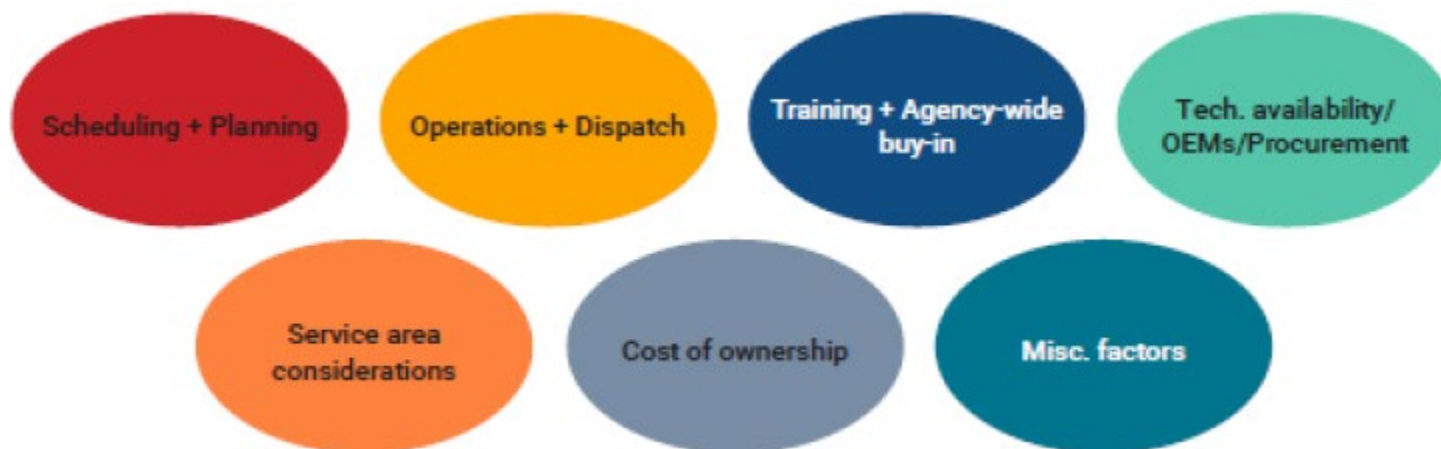 Scheduling + Planning
Operations + Dispatch
Training + Agency-wide
buy-in
Tech. availability/
OEMs/Procurement
Service area
considerations
Cost of ownership
Misc. factors